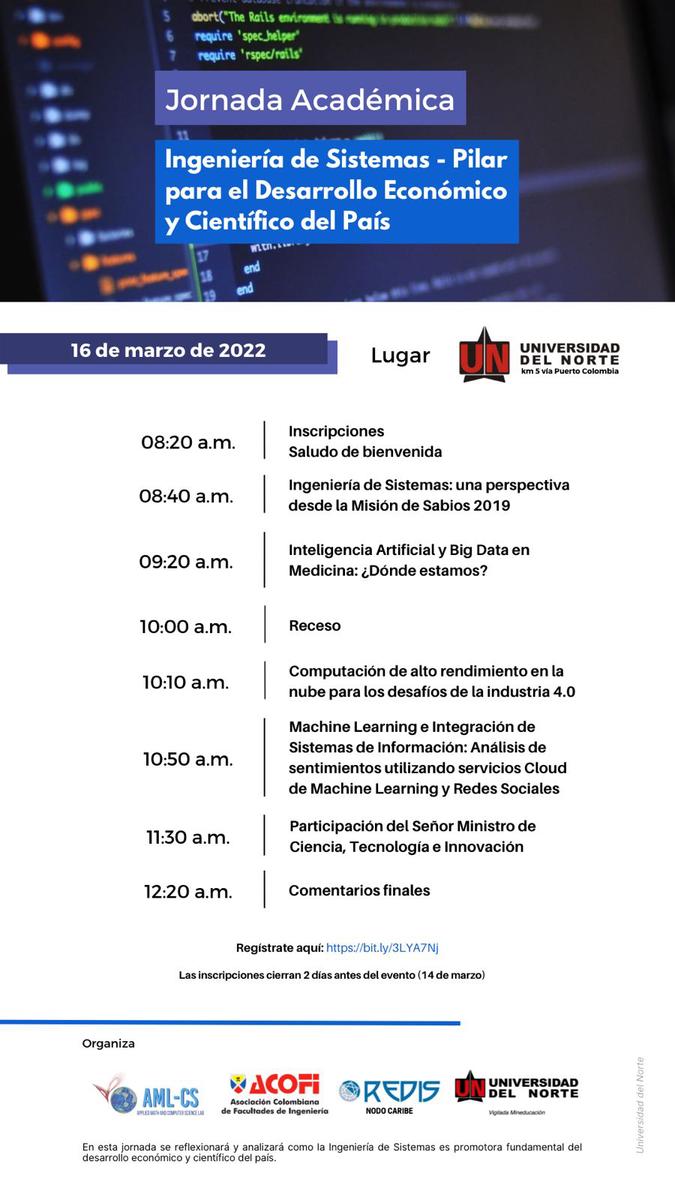 5 abort("The Rails environment is running in production mode!")
6 require 'spec_helper'
7 require 'rspec/rails'
Jornada Académica
11
Ingeniería de Sistemas - Pilar
para el Desarrollo Económico
y Científico del País
17
18 end
19 end
16 de marzo de 2022
Lugar
UN UNIVERSIDAD
DEL NORTE
km 5 vía Puerto Colombia
08:20 a.m.
Inscripciones
Saludo de bienvenida
08:40 a.m.
Ingeniería de Sistemas: una perspectiva
desde la Misión de Sabios 2019
09:20 a.m.
Inteligencia Artificial y Big Data en
Medicina: ¿Dónde estamos?
10:00 a.m.
Receso
10:10 a.m.
Computación de alto rendimiento en la
nube para los desafíos de la industria 4.0
10:50 a.m.
Machine Learning e Integración de
Sistemas de Información: Análisis de
sentimientos utilizando servicios Cloud
de Machine Learning y Redes Sociales
11:30 a.m.
Participación del Señor Ministro de
Ciencia, Tecnología e Innovación
12:20 a.m.
Comentarios finales
Regístrate aquí: https://bit.ly/3LYA7Nj
Las inscripciones cierran 2 días antes del evento (14 de marzo)
Organiza
AML-CS
APPLIED MATH AND COMPUTER SCIENCE LAB
ACOFI
Asociación Colombiana
de Facultades de Ingeniería
REDIS
NODO CARIBE
UN UNIVERSIDAD
DEL NORTE
Vigilada Mineducación
Universidad del Norte
En esta jornada se reflexionará y analizará como la Ingeniería de Sistemas es promotora fundamental del
desarrollo económico y científico del país.